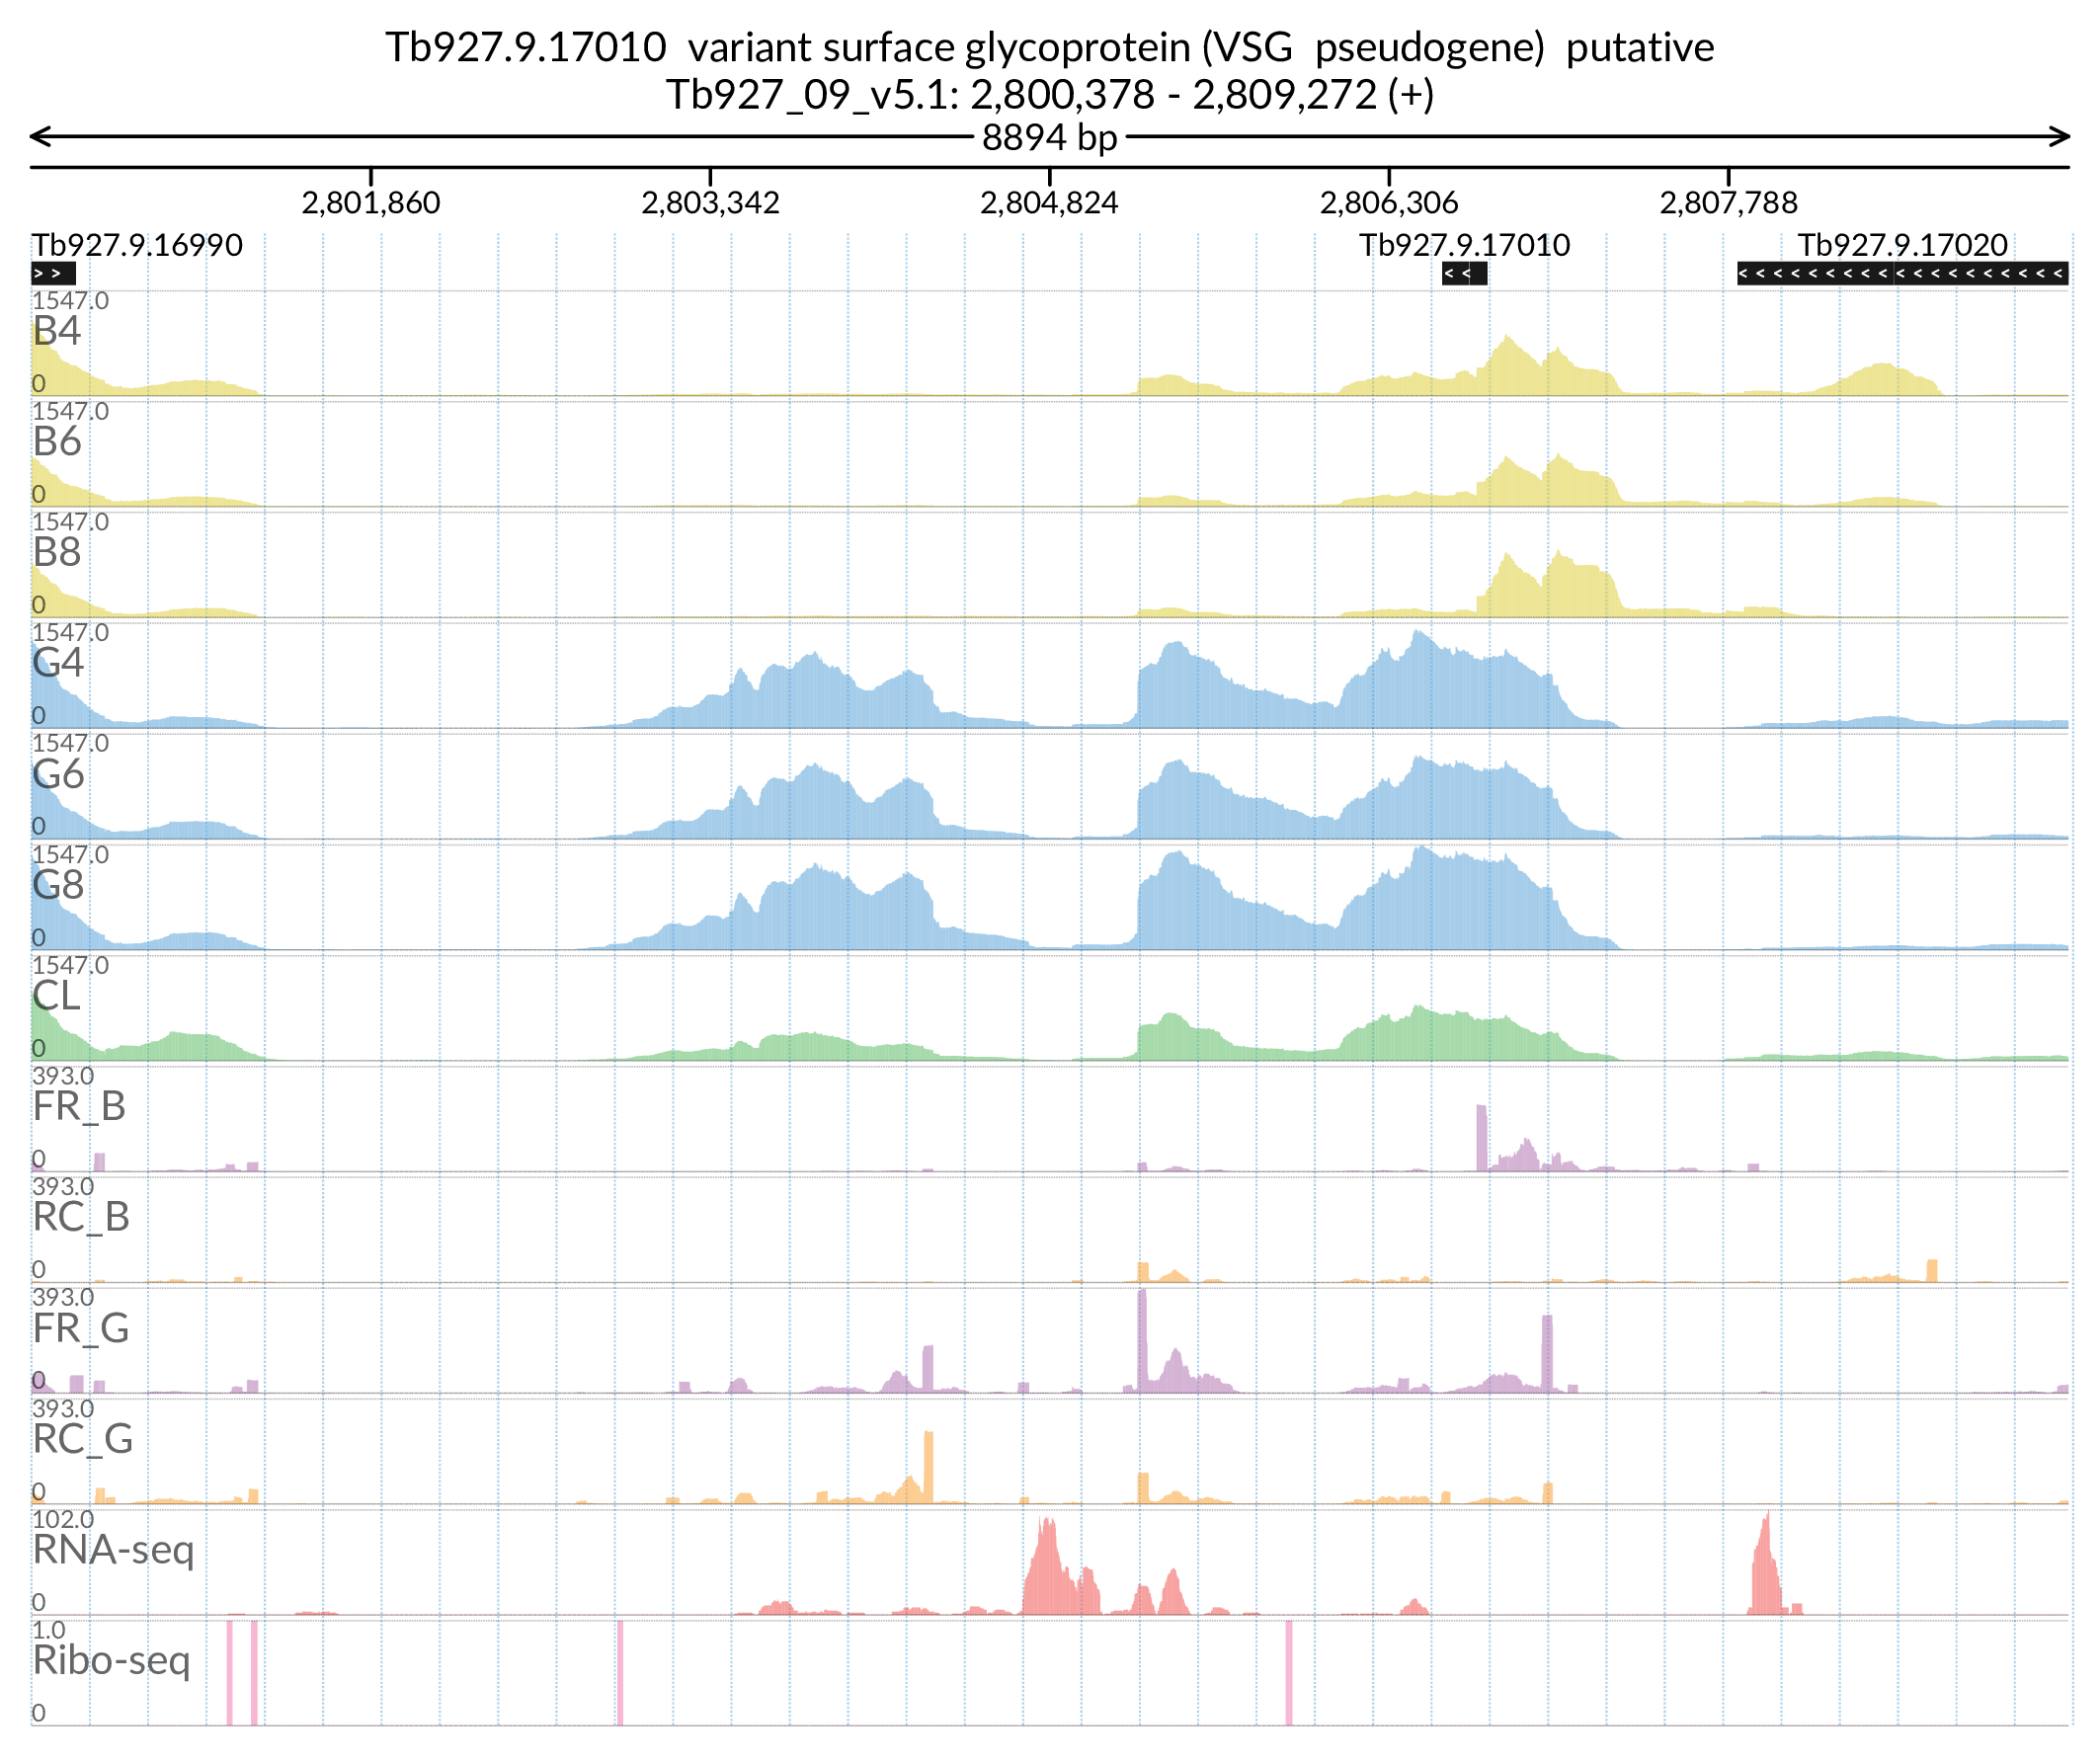 Tb927.9.17010 variant surface glycoprotein (VSG pseudogene) putative
Tb927_09_v5.1: 2,800,378 - 2,809,272 (+)
8894 bp
2,801,860 2,803,342 2,804,824 2,806,306 2,807,788
Tb927.9.16990 Tb927.9.17010 Tb927.9.17020
1547.0
B4
0
1547.0
B6
0
1547.0
B8
0
1547.0
G4
0
1547.0
G6
0
1547.0
G8
0
1547.0
CL
0
393.0
FR_B
0
393.0
RC_B
0
393.0
FR_G
0
393.0
RC_G
0
102.0
RNA-seq
0
1.0
Ribo-seq
0